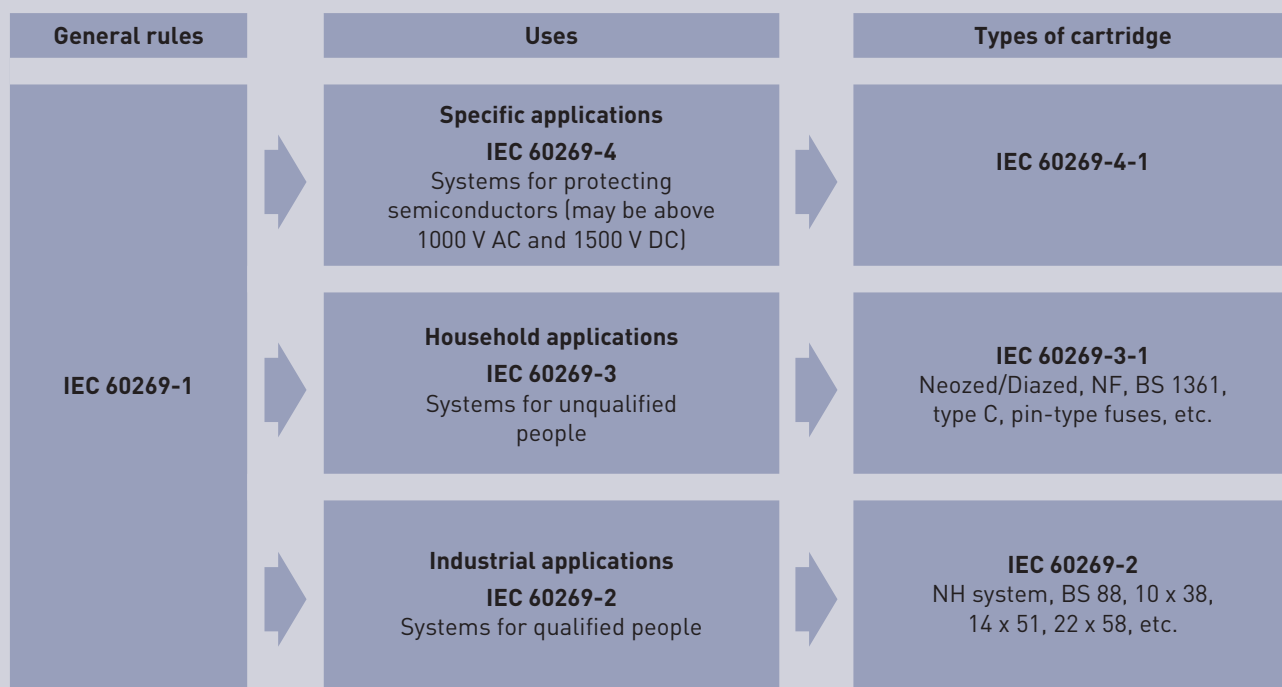 General rules
Uses
Types of cartridge
IEC 60269-1
Specific applications
IEC 60269-4
Systems for protecting
semiconductors (may be above
1000 V AC and 1500 V DC)
IEC 60269-4-1
Household applications
IEC 60269-3
Systems for unqualified
people
IEC 60269-3-1
Neozed/Diazed, NF, BS 1361,
type C, pin-type fuses, etc.
Industrial applications
IEC 60269-2
Systems for qualified people
IEC 60269-2
NH system, BS 88, 10 x 38,
14 x 51, 22 x 58, etc.